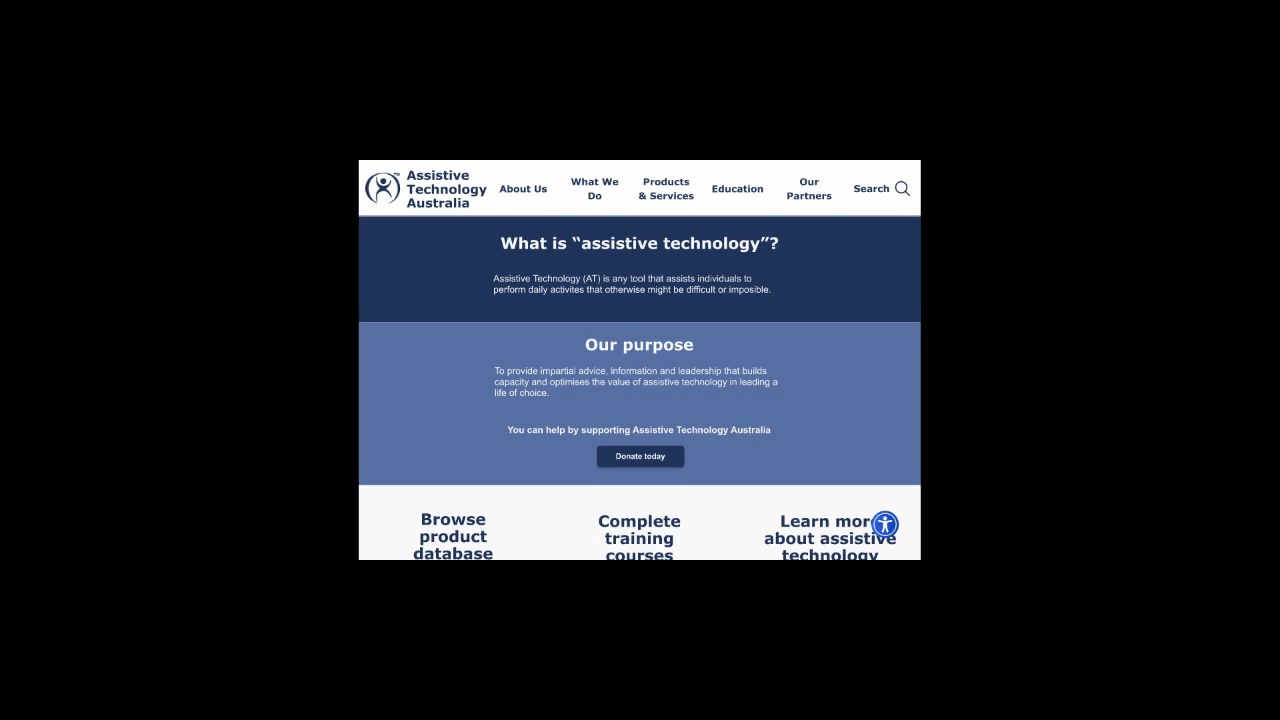 Assistive
Technology
Australia
About Us
What We
Do
Products
& Services
Education
Our
Partners
Search
What is “assistive technology”?
Assistive Technology (AT) is any tool that assists individuals to
perform daily activites that otherwise might be difficult or imposible.
Our purpose
To provide impartial advice, information and leadership that builds
capacity and optimises the value of assistive technology in leading a
life of choice.
You can help by supporting Assistive Technology Australia
Donate today
Browse
product
database
Complete
training
courses
Learn more
about assistive
technology